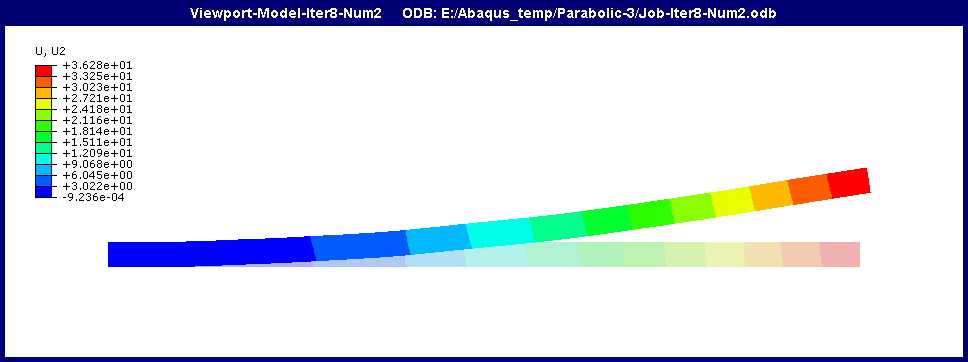 Viewport-Model-Iter8-Num2 ODB: E:/Abaqus_temp/Parabolic-3/Job-Iter8-Num2.odb
U, U2
+3.628e+01
+3.325e+01
+3.023e+01
+2.721e+01
+2.418e+01
+2.116e+01
+1.814e+01
+1.511e+01
+1.209e+01
+9.068e+00
+6.045e+00
+3.022e+00
-9.236e-04